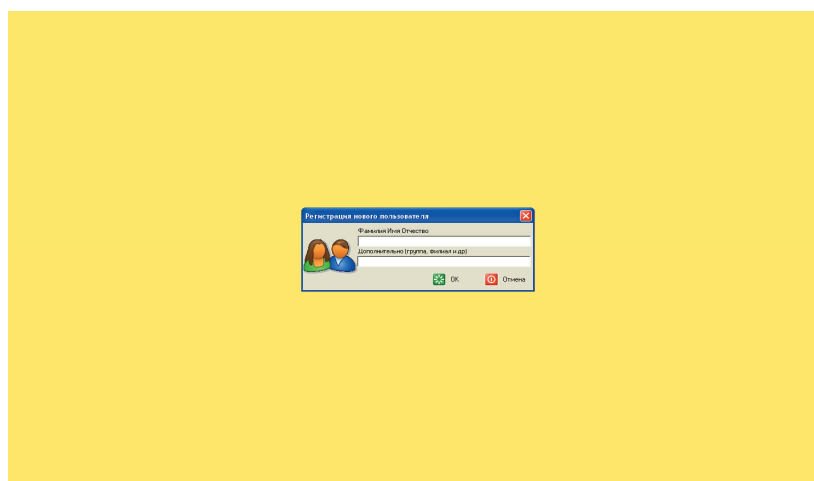 Регистрация нового пользователя
Фамилия Имя Отчество
Дополнительно (группа, Филиал и др)
OK
Отмена